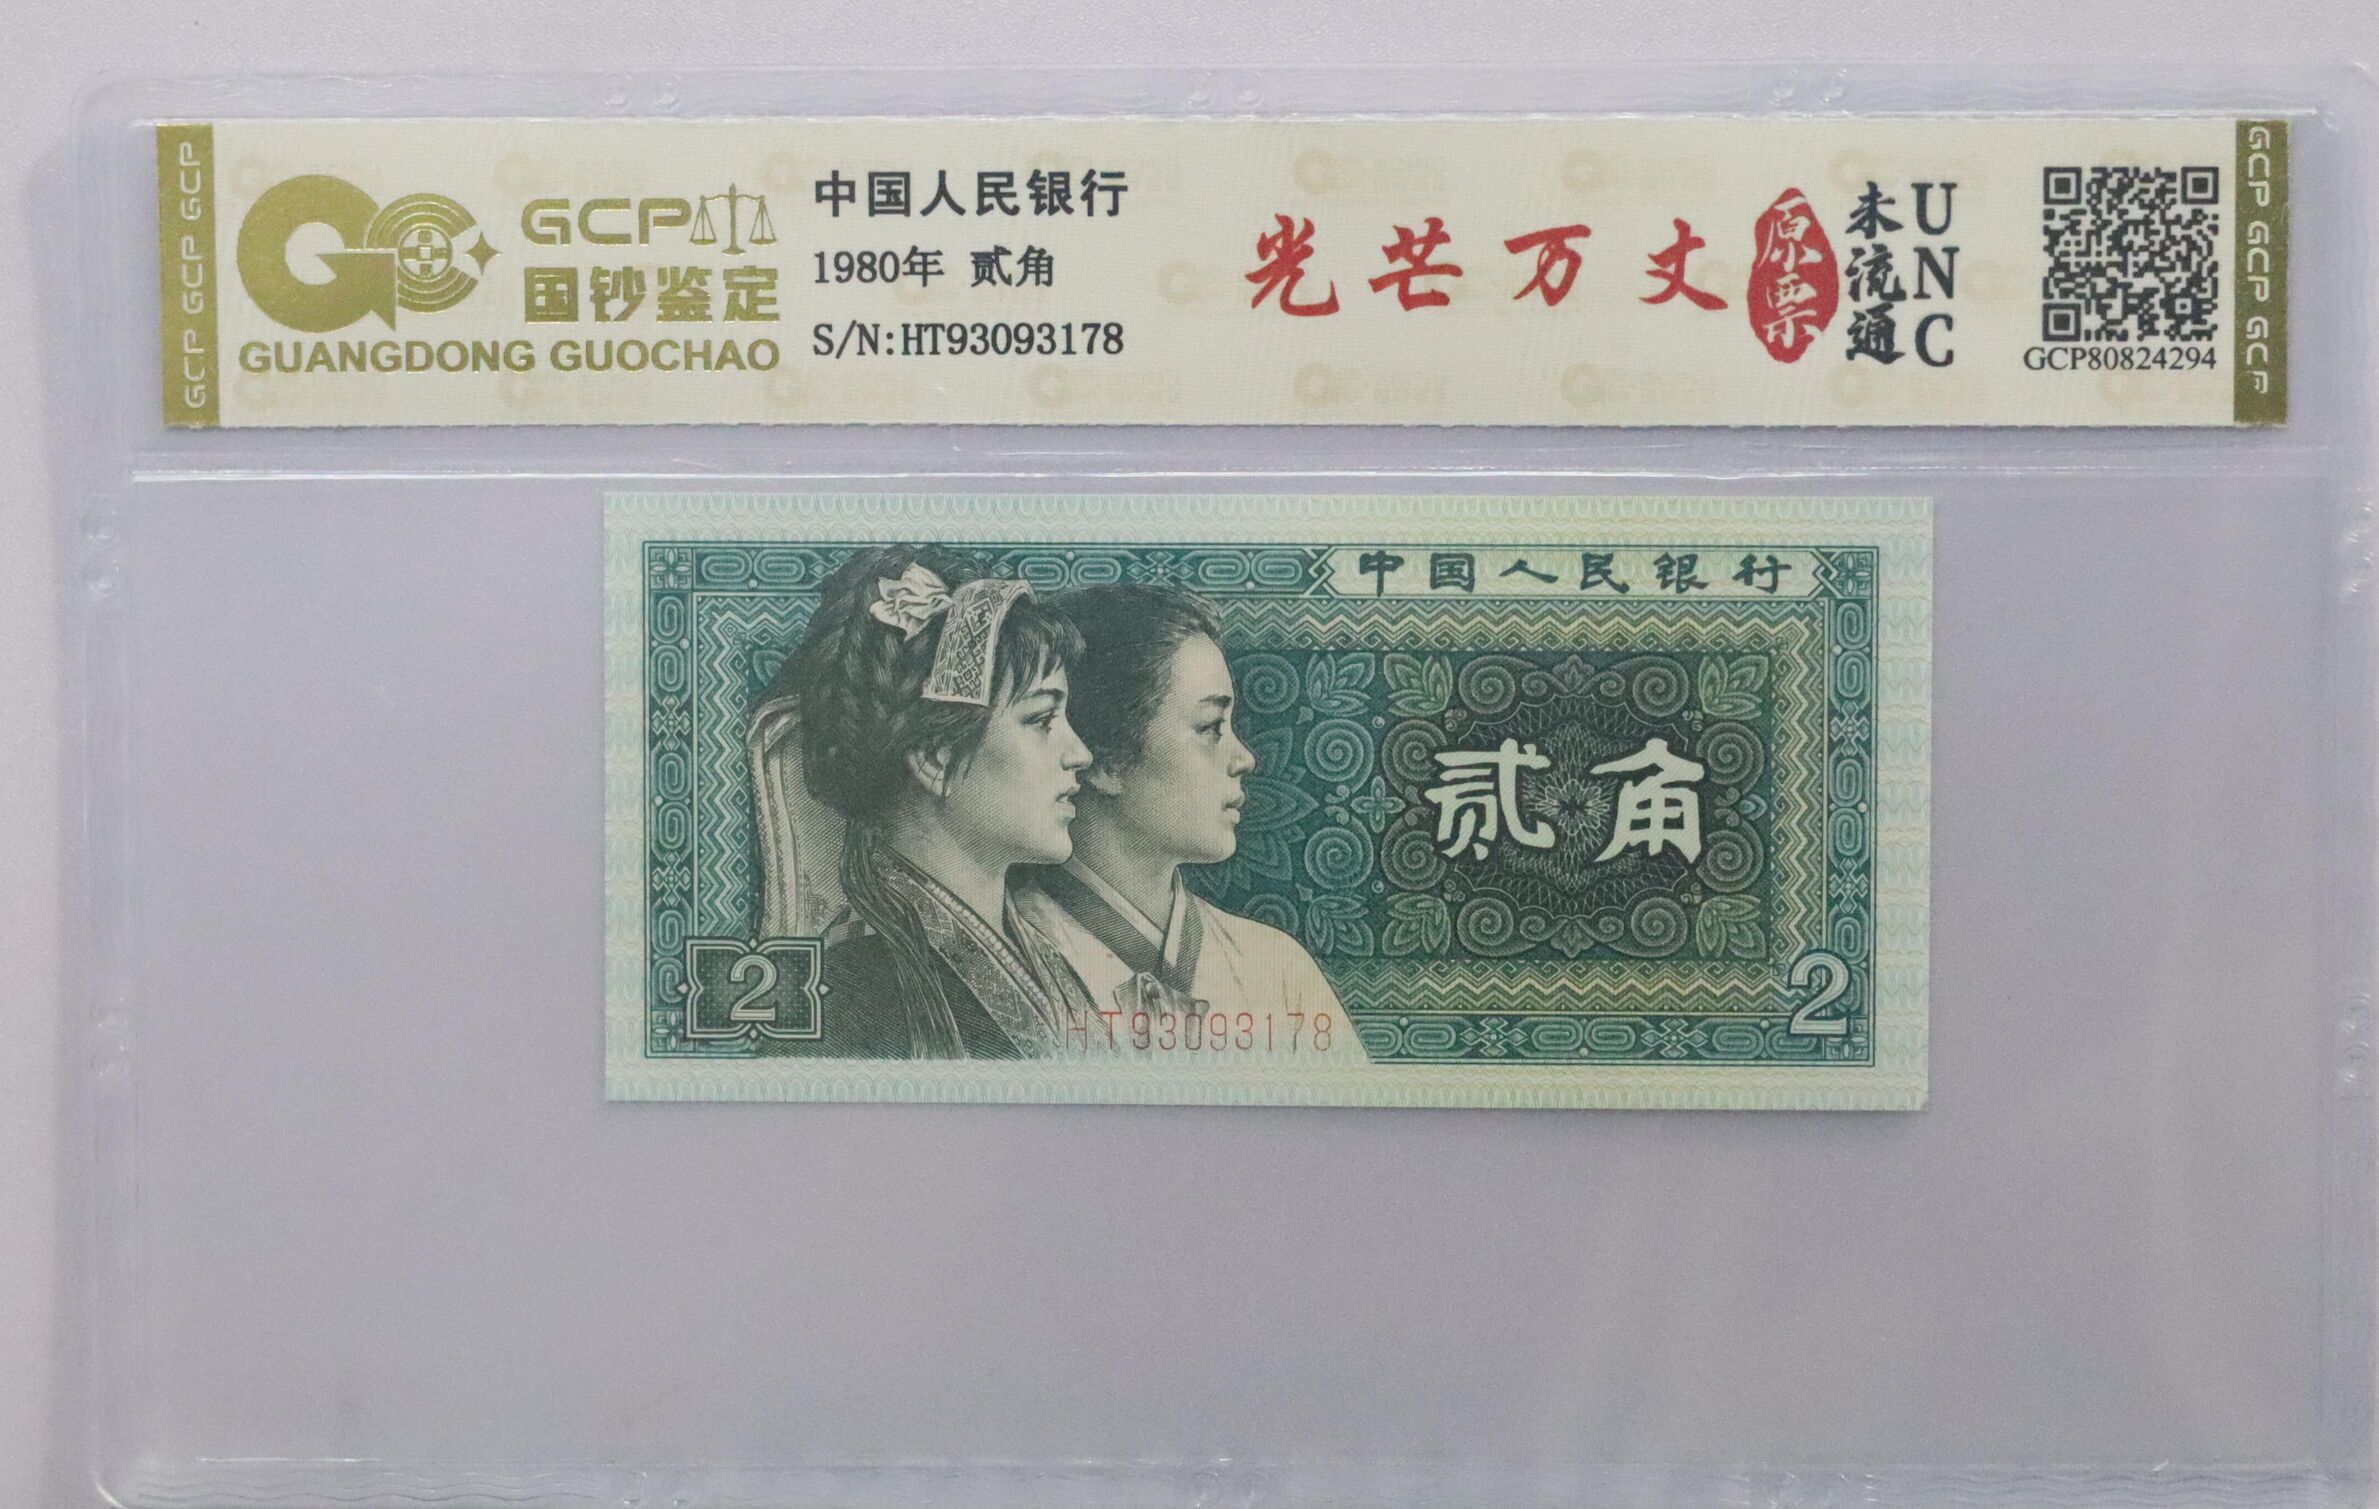 GCP GCP GCP
GCP
国钞鉴定
GUANGDONG GUOCHAO
中国人民银行
1980年 贰角
S/N:HT93093178
光芒万丈
原票
未流通
UNC
GCP80824294
GCP GCP GCP
中国人民银行
贰角
2
2
HT93093178